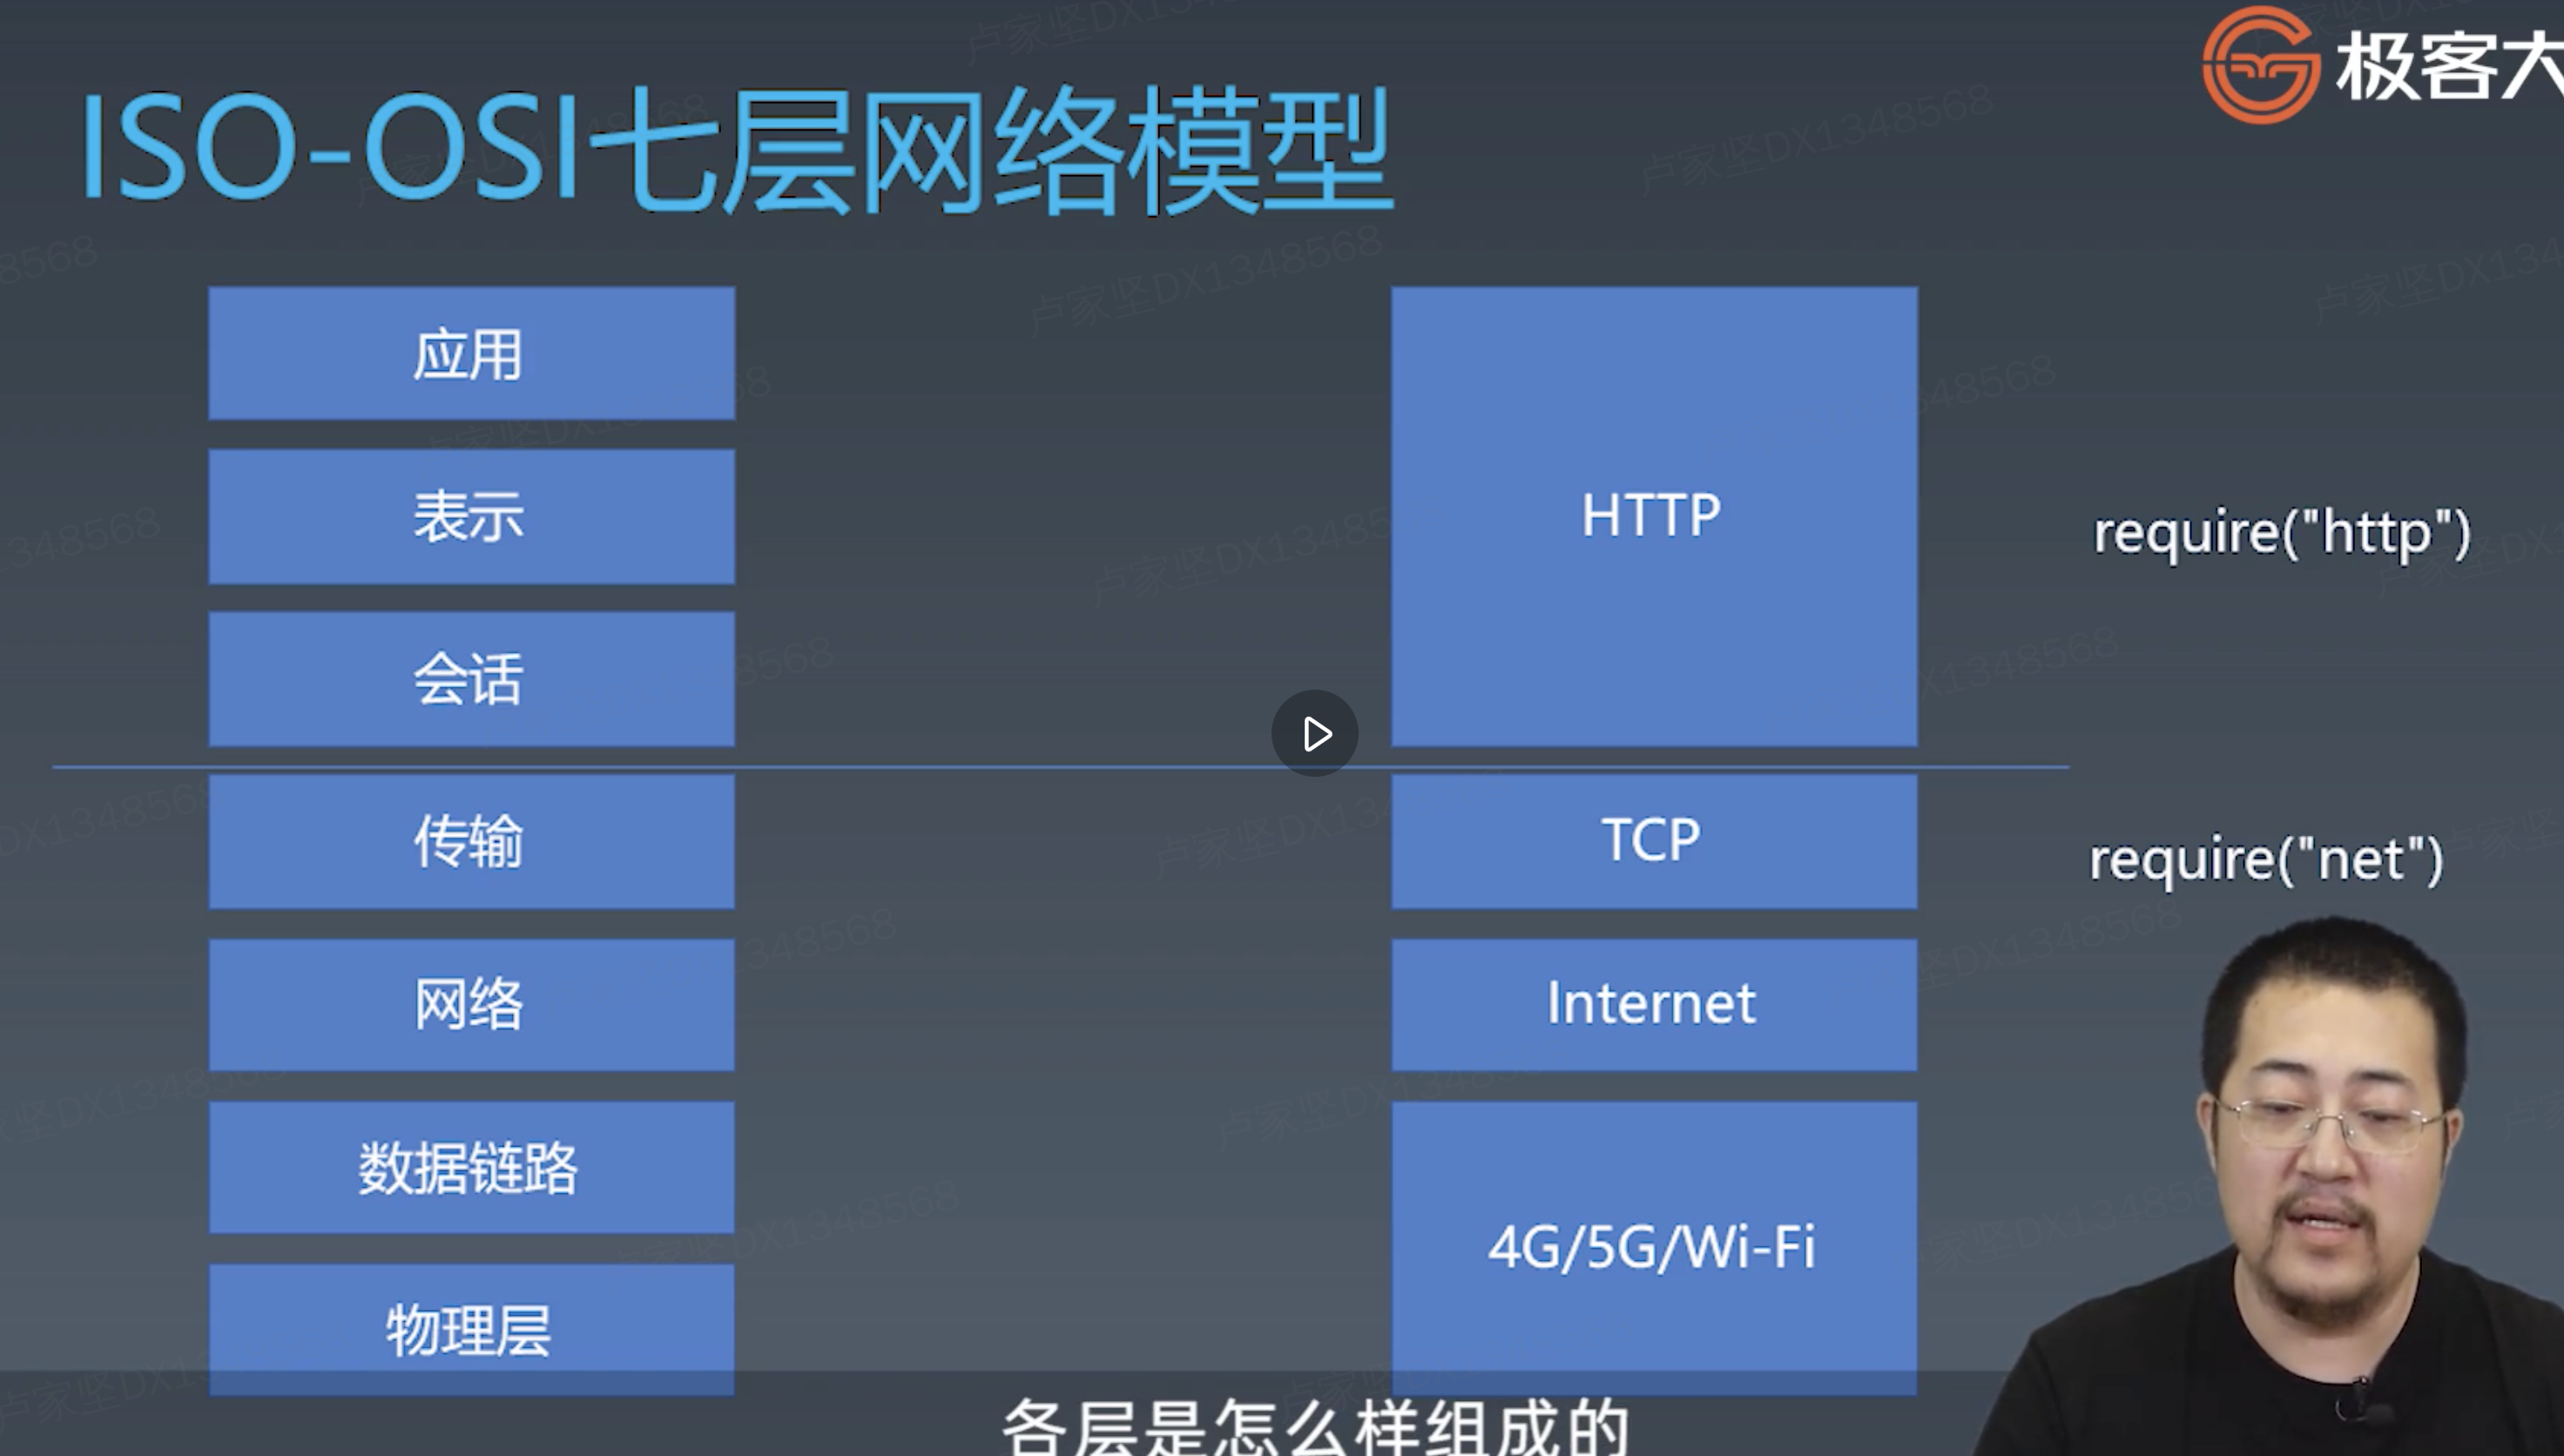 极客大
ISO-OSI七层网络模型
应用
表示
会话
传输
网络
数据链路
物理层
HTTP
TCP
Internet
4G/5G/Wi-Fi
require("http")
require("net")
各层是怎么样组成的
卢家坚DX1348568